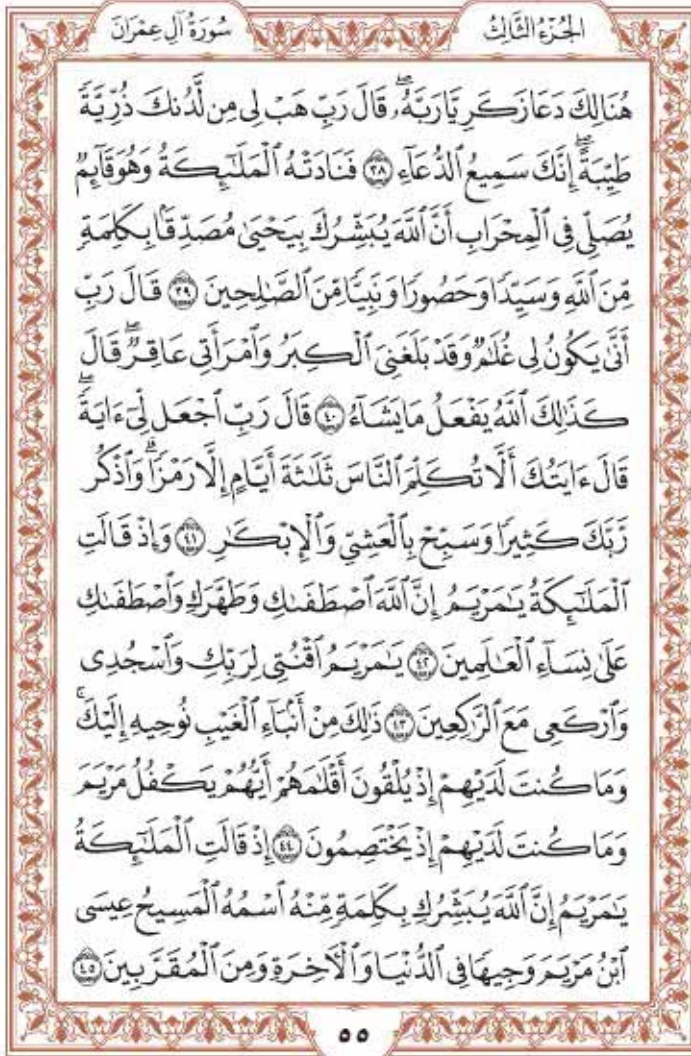 الجُزْءُ الثَّالِثُ
سُورَةُ آلِ عِمْرَانَ
هُنَالِكَ دَعَا زَكَرِيَّا رَبَّهُۥۖ قَالَ رَبِّ هَبْ لِى مِن لَّدُنكَ ذُرِّيَّةً
طَيِّبَةًۖ إِنَّكَ سَمِيعُ ٱلدُّعَآءِ ﴿٣٨﴾ فَنَادَتْهُ ٱلْمَلَٰٓئِكَةُ وَهُوَ قَآئِمٌ
يُصَلِّى فِى ٱلْمِحْرَابِ أَنَّ ٱللَّهَ يُبَشِّرُكَ بِيَحْيَىٰ مُصَدِّقًۢا بِكَلِمَةٍ
مِّنَ ٱللَّهِ وَسَيِّدًا وَحَصُورًا وَنَبِيًّا مِّنَ ٱلصَّٰلِحِينَ ﴿٣٩﴾ قَالَ رَبِّ
أَنَّىٰ يَكُونُ لِى غُلَٰمٌ وَقَدْ بَلَغَنِىَ ٱلْكِبَرُ وَٱمْرَأَتِى عَاقِرٌۖ قَالَ
كَذَٰلِكَ ٱللَّهُ يَفْعَلُ مَا يَشَآءُ ﴿٤٠﴾ قَالَ رَبِّ ٱجْعَل لِّىٓ ءَايَةًۖ
قَالَ ءَايَتُكَ أَلَّا تُكَلِّمَ ٱلنَّاسَ ثَلَٰثَةَ أَيَّامٍ إِلَّا رَمْزًاۗ وَٱذْكُر
رَّبَّكَ كَثِيرًا وَسَبِّحْ بِٱلْعَشِىِّ وَٱلْإِبْكَٰرِ ﴿٤١﴾ وَإِذْ قَالَتِ
ٱلْمَلَٰٓئِكَةُ يَٰمَرْيَمُ إِنَّ ٱللَّهَ ٱصْطَفَىٰكِ وَطَهَّرَكِ وَٱصْطَفَىٰكِ
عَلَىٰ نِسَآءِ ٱلْعَٰلَمِينَ ﴿٤٢﴾ يَٰمَرْيَمُ ٱقْنُتِى لِرَبِّكِ وَٱسْجُدِى
وَٱرْكَعِى مَعَ ٱلرَّٰكِعِينَ ﴿٤٣﴾ ذَٰلِكَ مِنْ أَنۢبَآءِ ٱلْغَيْبِ نُوحِيهِ إِلَيْكَۚ
وَمَا كُنتَ لَدَيْهِمْ إِذْ يُلْقُونَ أَقْلَٰمَهُمْ أَيُّهُمْ يَكْفُلُ مَرْيَمَ
وَمَا كُنتَ لَدَيْهِمْ إِذْ يَخْتَصِمُونَ ﴿٤٤﴾ إِذْ قَالَتِ ٱلْمَلَٰٓئِكَةُ
يَٰمَرْيَمُ إِنَّ ٱللَّهَ يُبَشِّرُكِ بِكَلِمَةٍ مِّنْهُ ٱسْمُهُ ٱلْمَسِيحُ عِيسَى
ٱبْنُ مَرْيَمَ وَجِيهًا فِى ٱلدُّنْيَا وَٱلْءَاخِرَةِ وَمِنَ ٱلْمُقَرَّبِينَ ﴿٤٥﴾
٥٥